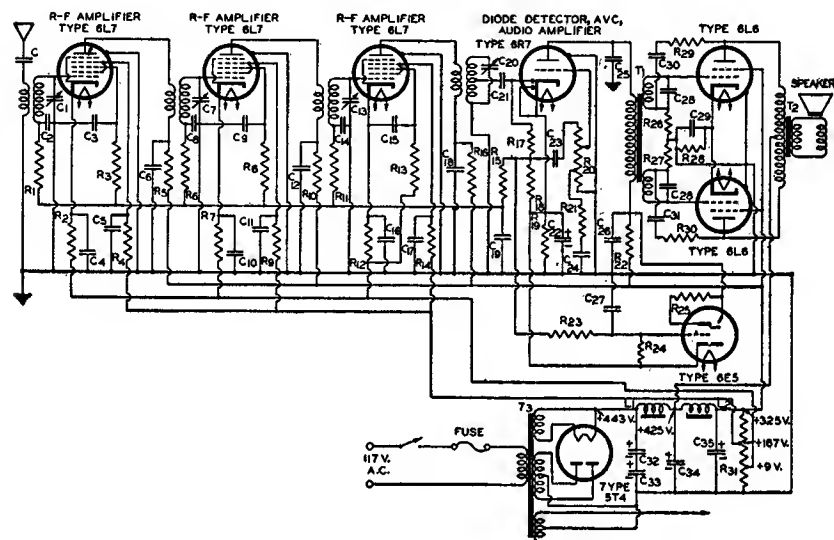 R-F AMPLIFIER
TYPE 6L7
R-F AMPLIFIER
TYPE 6L7
R-F AMPLIFIER
TYPE 6L7
DIODE DETECTOR, AVC,
AUDIO AMPLIFIER
TYPE 6R7
TYPE 6L6
C
C1
C2
C3
R1
R3
C6
R5
R2
C5
C4
R4
C7
C8
C9
R6
R8
C12
R10
R7
C11
C10
R9
C13
C14
C15
R11
R13
C18
R16
R12
C16
C17
R14
C20
C21
R15
C19
R17
R18
R19
C23
R20
R21
C22
C24
C25
C26
R22
T1
C30
R29
C28
R26
C29
R27
R28
C28
C31
R30
TYPE 6L6
T2
SPEAKER
C27
R23
R24
R25
TYPE 6E5
T3
FUSE
117 V.
A.C.
TYPE
5T4
+443 V.
+425 V.
+325 V.
+167 V.
+9 V.
C32
C33
C34
C35
R31